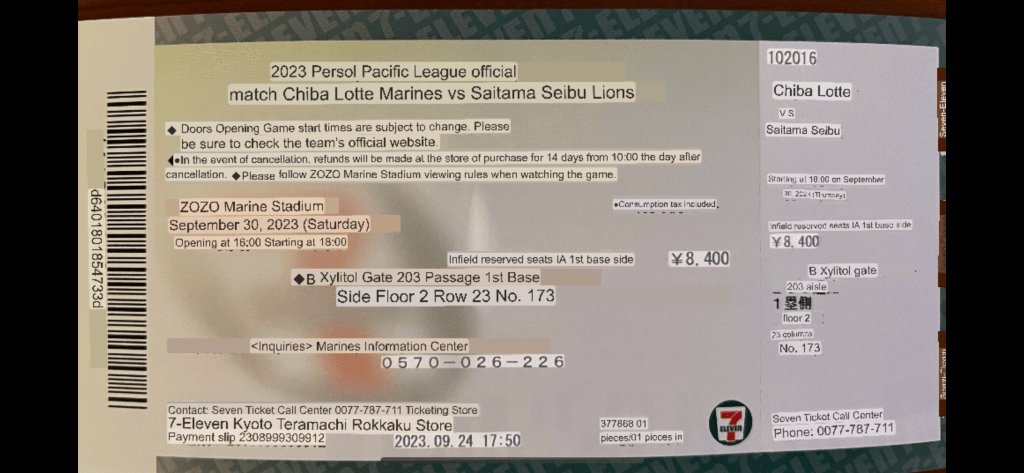 2023 Persol Pacific League official
match Chiba Lotte Marines vs Saitama Seibu Lions
◆ Doors Opening Game start times are subject to change. Please
be sure to check the team's official website.
◆●In the event of cancellation, refunds will be made at the store of purchase for 14 days from 10:00 the day after
cancellation. ◆Please follow ZOZO Marine Stadium viewing rules when watching the game.
ZOZO Marine Stadium
●Consumption tax included,
September 30, 2023 (Saturday)
Opening at 16:00 Starting at 18:00
Infield reserved seats IA 1st base side ¥8,400
◆B Xylitol Gate 203 Passage 1st Base
Side Floor 2 Row 23 No. 173
<Inquiries> Marines Information Center
0570-026-226
Contact: Seven Ticket Call Center 0077-787-711 Ticketing Store
7-Eleven Kyoto Teramachi Rokkaku Store
Payment slip 2308999309912
2023.09.24 17:50
377868 01
pieces/01 pieces in
7
ELEVEN
d6401801854733d
102016
Chiba Lotte
VS
Saitama Seibu
Starting at 18:00 on September
Infield reserved seats IA 1st base side
¥8,400
B Xylitol gate
203 aisle
1塁側
floor 2
23 columns
No. 173
Seven Ticket Call Center
Phone: 0077-787-711
Seven-Eleven